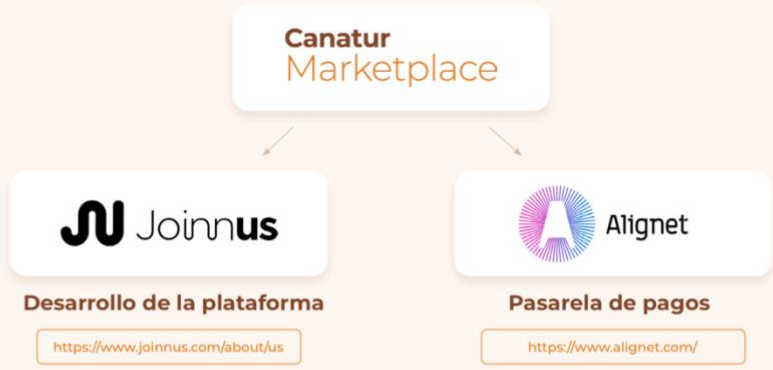 Canatur
Marketplace
Joinnus
Alignet
Desarrollo de la plataforma
Pasarela de pagos
https://www.joinnus.com/about/us
https://www.alignet.com/